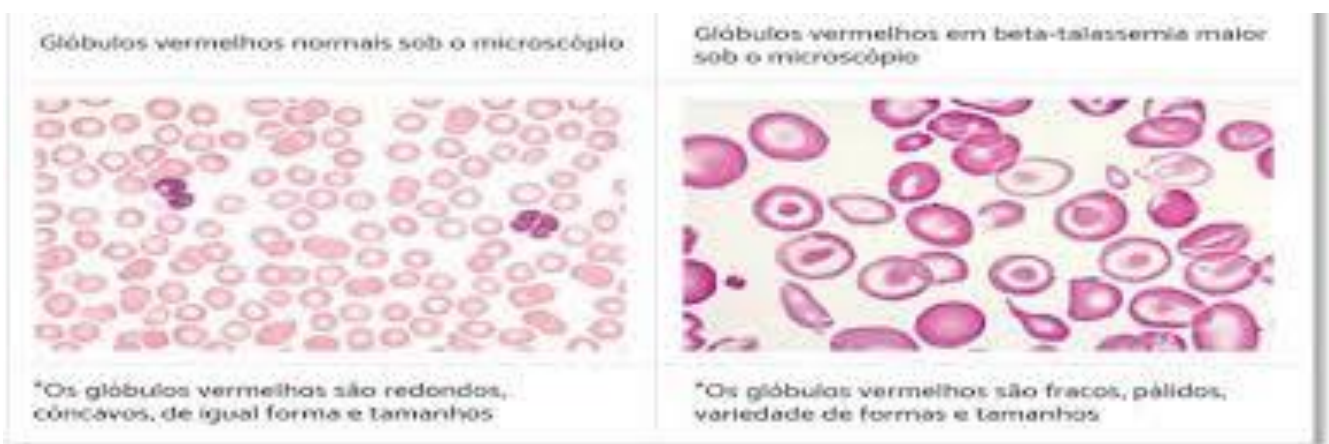 Glóbulos vermelhos normais sob o microscópio
Glóbulos vermelhos em beta-talassemia maior
sob o microscópio
*Os glóbulos vermelhos são redondos,
côncavos, de igual forma e tamanhos
*Os glóbulos vermelhos são fracos, pálidos,
variedade de formas e tamanhos